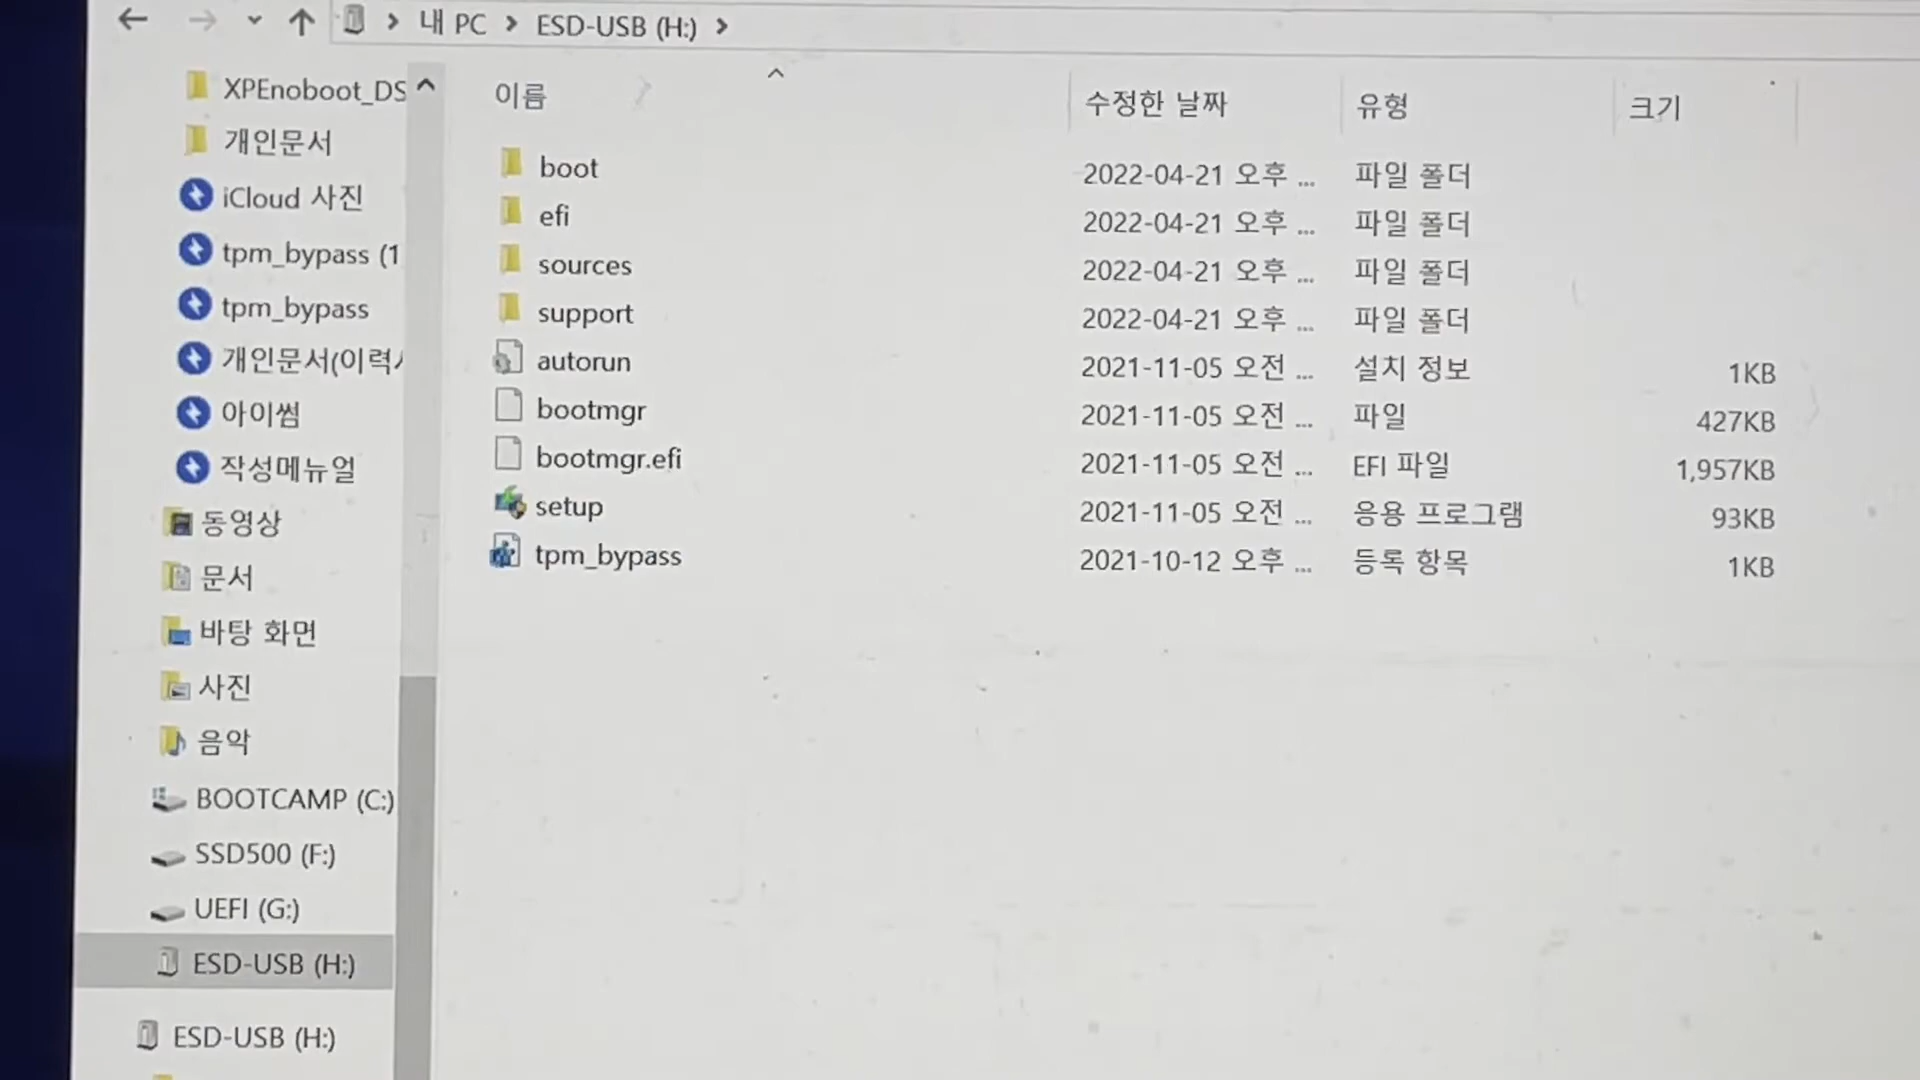 내 PC > ESD-USB (H:) >
XPEnoboot_DS
개인문서
iCloud 사진
tpm_bypass (1
tpm_bypass
개인문서(이력
아이썸
작성메뉴얼
동영상
문서
바탕 화면
사진
음악
BOOTCAMP (C:)
SSD500 (F:)
UEFI (G:)
ESD-USB (H:)
ESD-USB (H:)
이름 수정한 날짜 유형 크기
boot 2022-04-21 오후 ... 파일 폴더
efi 2022-04-21 오후 ... 파일 폴더
sources 2022-04-21 오후 ... 파일 폴더
support 2022-04-21 오후 ... 파일 폴더
autorun 2021-11-05 오전 ... 설치 정보 1KB
bootmgr 2021-11-05 오전 ... 파일 427KB
bootmgr.efi 2021-11-05 오전 ... EFI 파일 1,957KB
setup 2021-11-05 오전 ... 응용 프로그램 93KB
tpm_bypass 2021-10-12 오후 ... 등록 항목 1KB